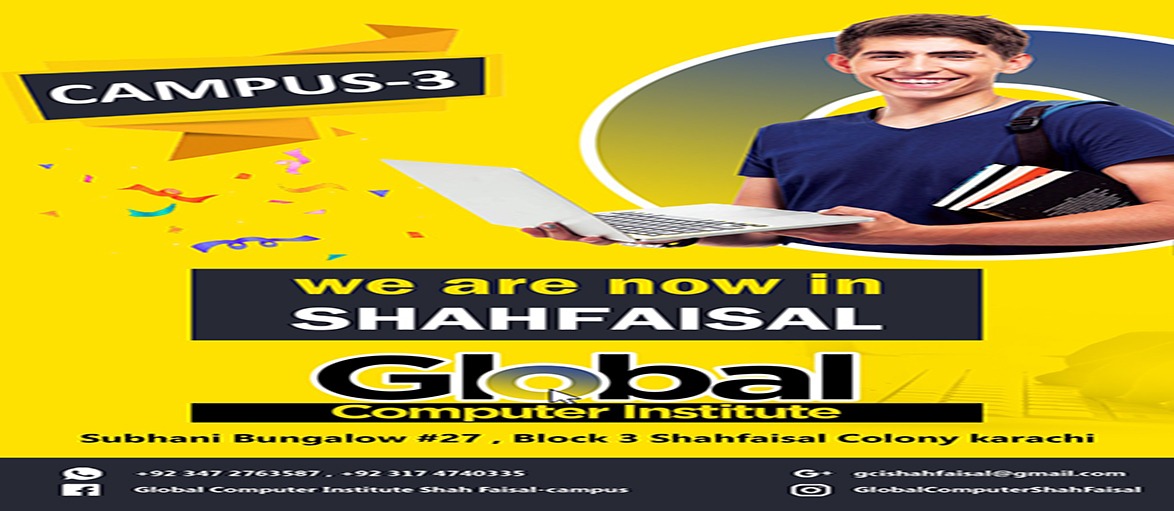 CAMPUS-3
we are now in
SHAHFAISAL
Global
Computer Institute
Subhani Bungalow #27 , Block 3 Shahfaisal Colony karachi
+92 347 2763587 , +92 317 4740335
G+ gcishahfaisal@gmail.com
Global Computer Institute Shah Faisal-campus
GlobalComputerShahFaisal